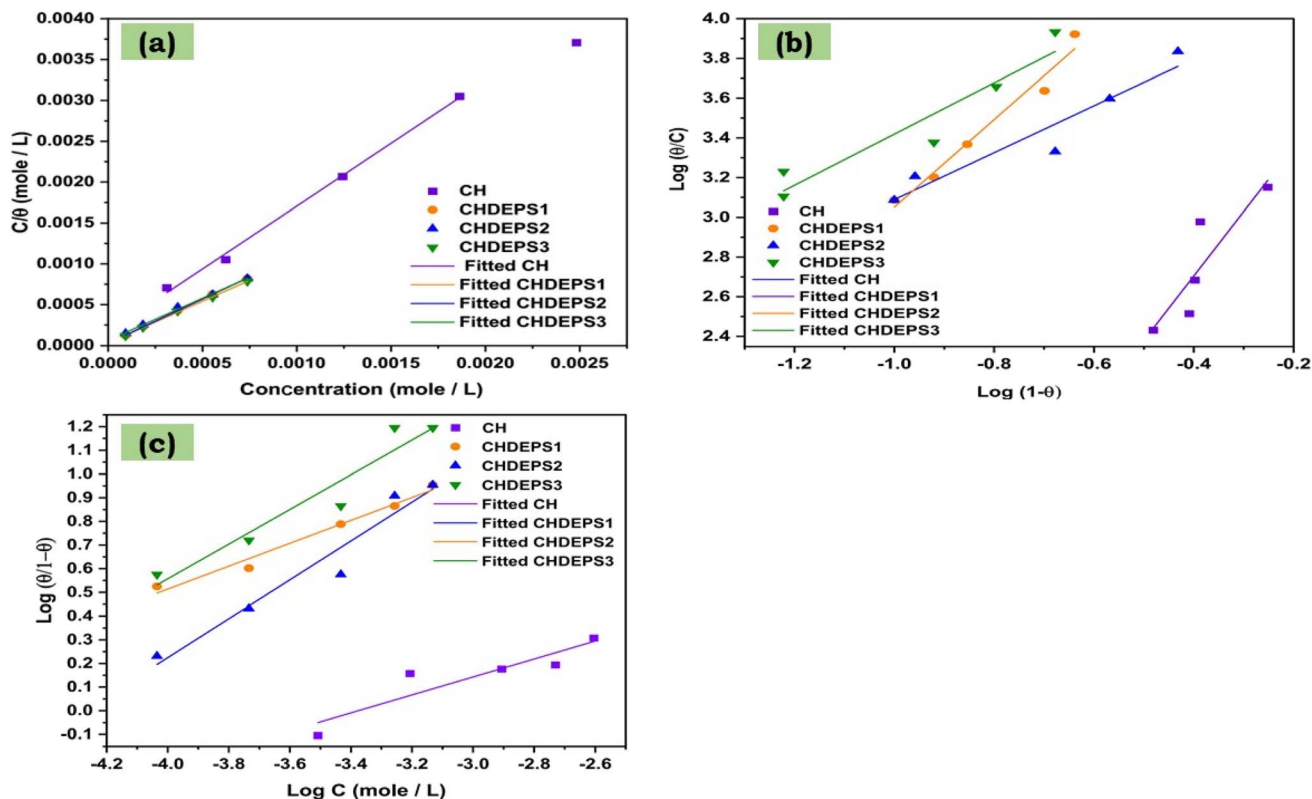 (a)
0.0040
0.0035
0.0030
0.0025
0.0020
0.0015
0.0010
0.0005
0.0000
C/θ (mole / L)
CH
CHDEPS1
CHDEPS2
CHDEPS3
Fitted CH
Fitted CHDEPS1
Fitted CHDEPS2
Fitted CHDEPS3
0.0000 0.0005 0.0010 0.0015 0.0020 0.0025
Concentration (mole / L)
(b)
4.0
3.8
3.6
3.4
3.2
3.0
2.8
2.6
2.4
Log (θ/C)
CH
CHDEPS1
CHDEPS2
CHDEPS3
Fitted CH
Fitted CHDEPS1
Fitted CHDEPS2
Fitted CHDEPS3
-1.2 -1.0 -0.8 -0.6 -0.4 -0.2
Log (1-θ)
(c)
1.2
1.1
1.0
0.9
0.8
0.7
0.6
0.5
0.4
0.3
0.2
0.1
0.0
-0.1
Log (θ/1–θ)
CH
CHDEPS1
CHDEPS2
CHDEPS3
Fitted CH
Fitted CHDEPS1
Fitted CHDEPS2
Fitted CHDEPS3
-4.2 -4.0 -3.8 -3.6 -3.4 -3.2 -3.0 -2.8 -2.6
Log C (mole / L)